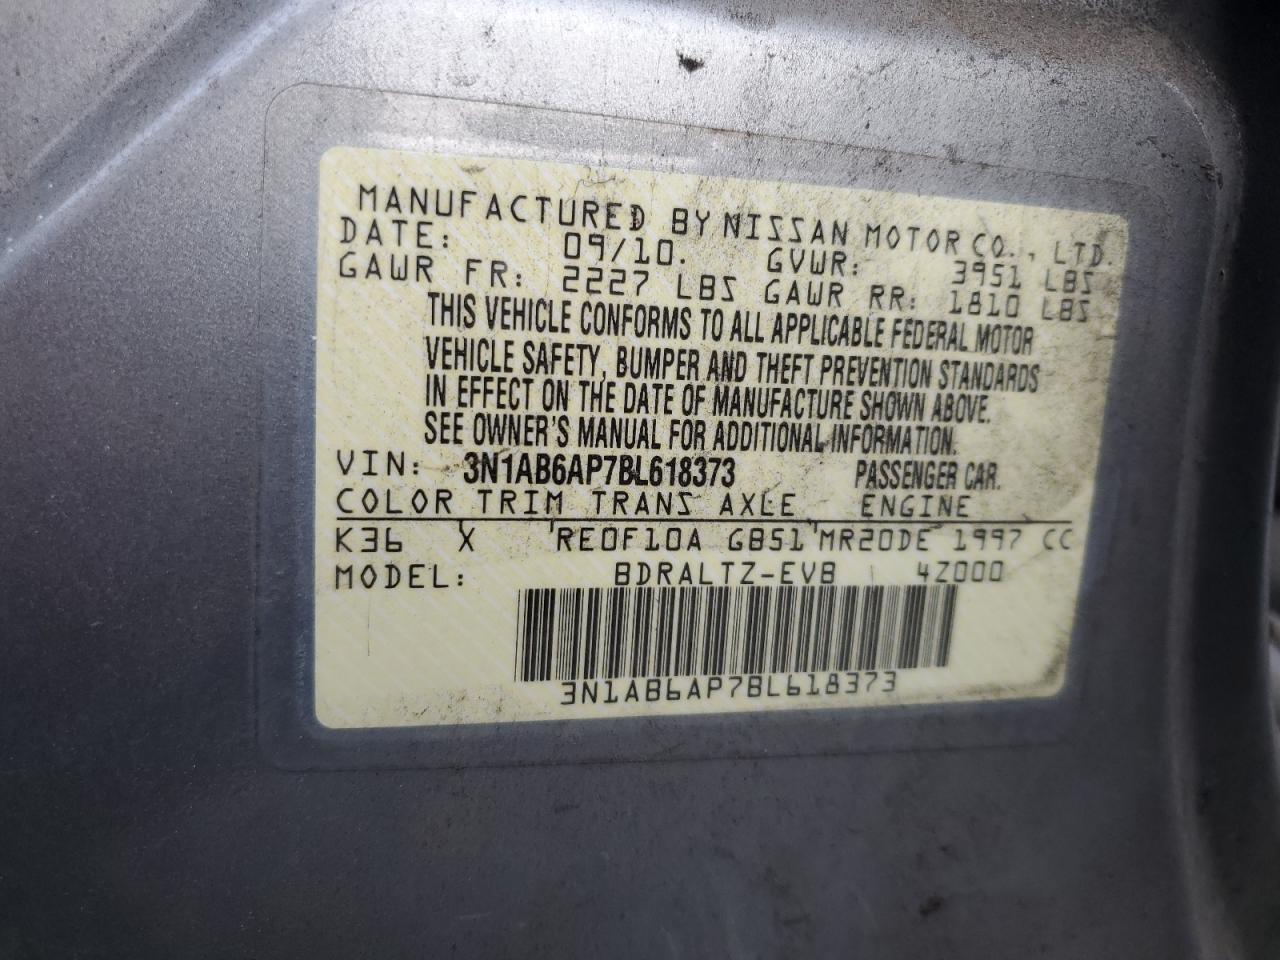 MANUFACTURED BY NISSAN MOTOR CO., LTD.
DATE: 09/10. GVWR: 3951 LBS
GAWR FR: 2227 LBS GAWR RR: 1810 LBS
THIS VEHICLE CONFORMS TO ALL APPLICABLE FEDERAL MOTOR
VEHICLE SAFETY, BUMPER AND THEFT PREVENTION STANDARDS
IN EFFECT ON THE DATE OF MANUFACTURE SHOWN ABOVE.
SEE OWNER'S MANUAL FOR ADDITIONAL INFORMATION.
VIN: 3N1AB6AP7BL618373 PASSENGER CAR.
COLOR TRIM TRANS AXLE ENGINE
K36 X RE0F10A GB51 MR20DE 1997 CC
MODEL: BDRALTZ-EVB 4Z000
3N1AB6AP7BL618373